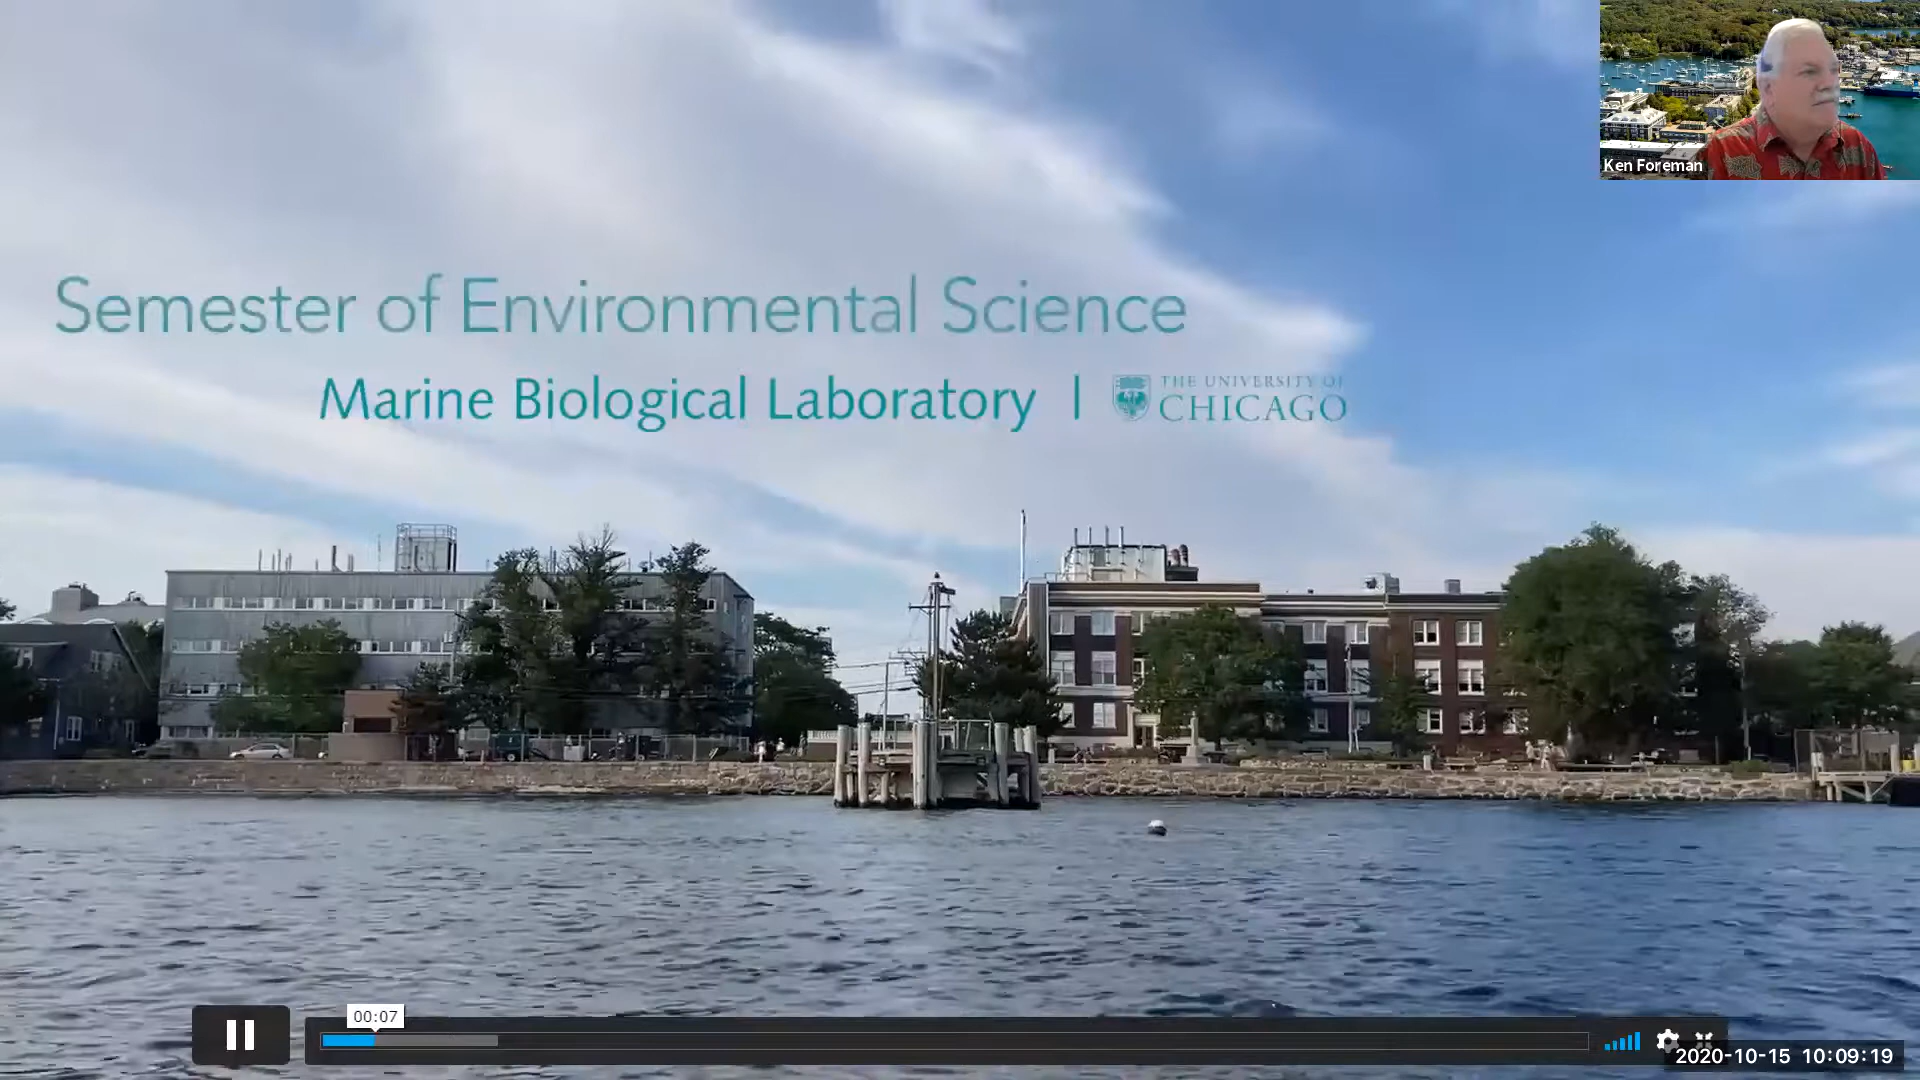 Ken Foreman
Semester of Environmental Science
Marine Biological Laboratory | THE UNIVERSITY OF
CHICAGO
00:07
2020-10-15 10:09:19